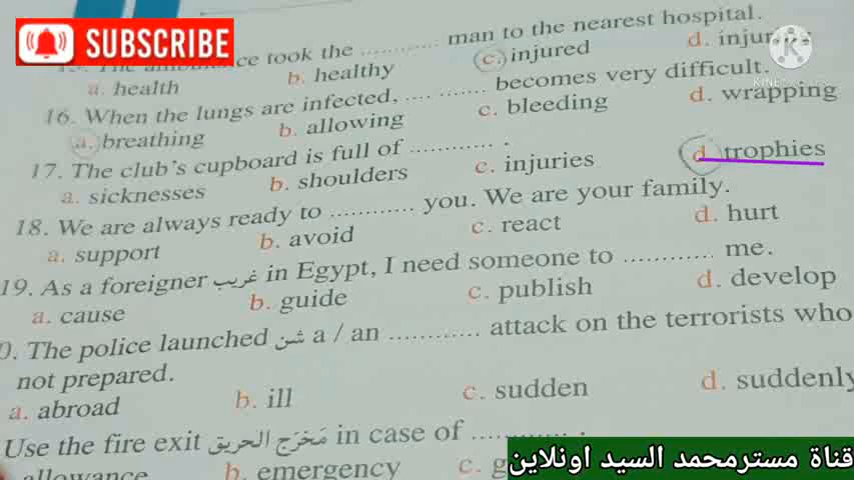 SUBSCRIBE
took the ............ man to the nearest hospital.
a. health b. healthy c. injured d.
16. When the lungs are infected, ............ becomes very difficult.
a. breathing b. allowing c. bleeding d. wrapping
17. The club's cupboard is full of ............ .
a. sicknesses b. shoulders c. injuries d. trophies
18. We are always ready to ............ you. We are your family.
a. support b. avoid c. react d. hurt
19. As a foreigner غريب in Egypt, I need someone to ............ me.
a. cause b. guide c. publish d. develop
The police launched شن a / an ............ attack on the terrorists who
not prepared.
a. abroad b. ill c. sudden d. suddenly
Use the fire exit مَخرَج الحريق in case of ............ .
allowance b. emergency c.
قناة مسترمحمد السيد اونلاين